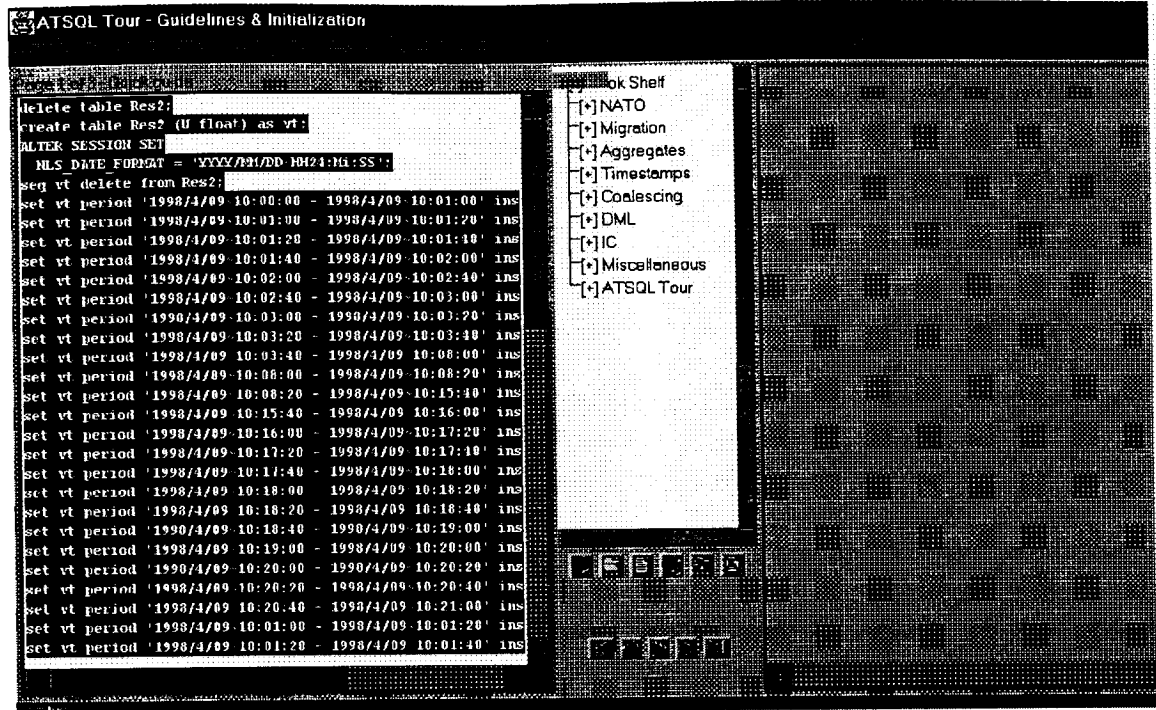 ATSQL Tour - Guidelines & Initialization
delete table Res2;
create table Res2 (U float) as vt;
ALTER SESSION SET
NLS_DATE_FORMAT = 'YYYY/MM/DD~HH24:Mi:SS';
seq vt delete from Res2;
set vt period '1998/4/09~10:00:00 - 1998/4/09~10:01:00' ins
set vt period '1998/4/09~10:01:00 - 1998/4/09~10:01:20' ins
set vt period '1998/4/09~10:01:20 - 1998/4/09~10:01:40' ins
set vt period '1998/4/09~10:01:40 - 1998/4/09~10:02:00' ins
set vt period '1998/4/09~10:02:00 - 1998/4/09~10:02:40' ins
set vt period '1998/4/09~10:02:40 - 1998/4/09~10:03:00' ins
set vt period '1998/4/09~10:03:00 - 1998/4/09~10:03:20' ins
set vt period '1998/4/09~10:03:20 - 1998/4/09~10:03:40' ins
set vt period '1998/4/09~10:03:40 - 1998/4/09~10:08:00' ins
set vt period '1998/4/09~10:08:00 - 1998/4/09~10:08:20' ins
set vt period '1998/4/09~10:08:20 - 1998/4/09~10:15:40' ins
set vt period '1998/4/09~10:15:40 - 1998/4/09~10:16:00' ins
set vt period '1998/4/09~10:16:00 - 1998/4/09~10:17:20' ins
set vt period '1998/4/09~10:17:20 - 1998/4/09~10:17:40' ins
set vt period '1998/4/09~10:17:40 - 1998/4/09~10:18:00' ins
set vt period '1998/4/09~10:18:00 - 1998/4/09~10:18:20' ins
set vt period '1998/4/09~10:18:20 - 1998/4/09~10:18:40' ins
set vt period '1998/4/09~10:18:40 - 1998/4/09~10:19:00' ins
set vt period '1998/4/09~10:19:00 - 1998/4/09~10:20:00' ins
set vt period '1998/4/09~10:20:00 - 1998/4/09~10:20:20' ins
set vt period '1998/4/09~10:20:20 - 1998/4/09~10:20:40' ins
set vt period '1998/4/09~10:20:40 - 1998/4/09~10:21:00' ins
set vt period '1998/4/09~10:01:00 - 1998/4/09~10:01:20' ins
set vt period '1998/4/09~10:01:20 - 1998/4/09~10:01:40' ins
ok Shelf
[+] NATO
[+] Migration
[+] Aggregates
[+] Timestamps
[+] Coalescing
[+] DML
[+] IC
[+] Miscellaneous
[+] ATSQL Tour